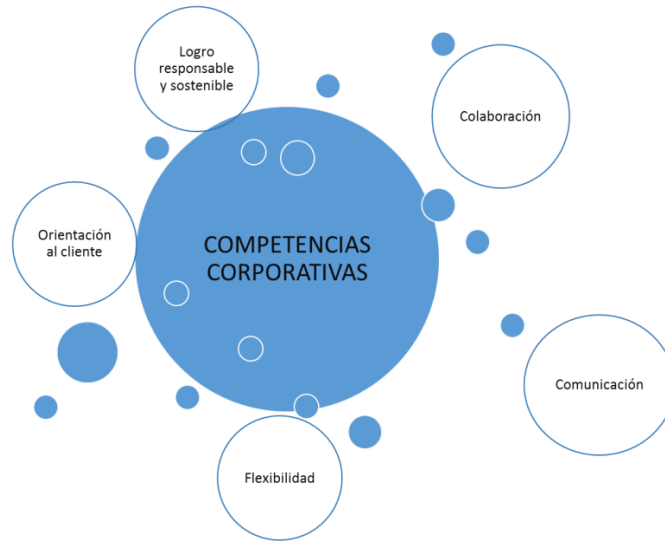 Logro
responsable
y sostenible
Colaboración
Orientación
al cliente
COMPETENCIAS
CORPORATIVAS
Comunicación
Flexibilidad